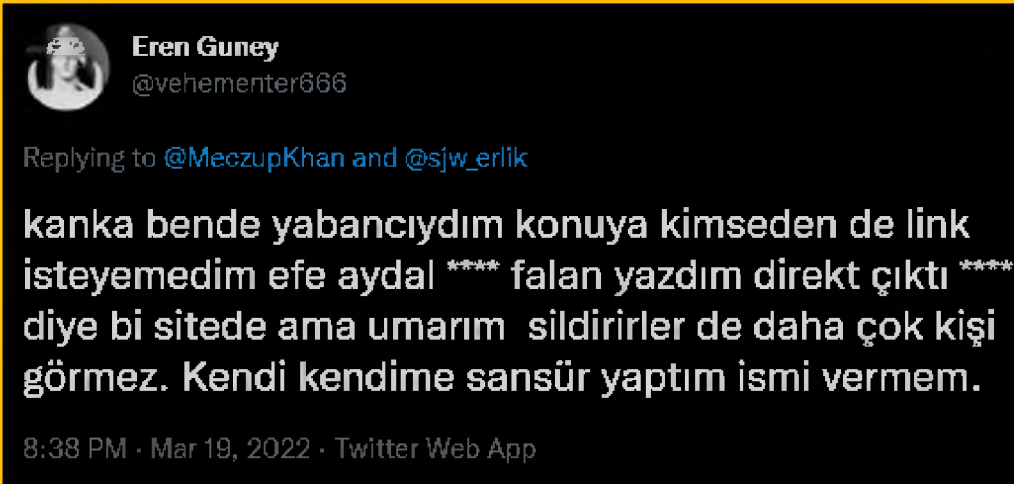 Eren Guney
@vehementer666
Replying to @MeczupKhan and @sjw_erlik
kanka bende yabancıydım konuya kimseden de link
isteyemedim efe aydal **** falan yazdım direkt çıktı ****
diye bi sitede ama umarım  sildirirler de daha çok kişi
görmez. Kendi kendime sansür yaptım ismi vermem.
8:38 PM · Mar 19, 2022 · Twitter Web App